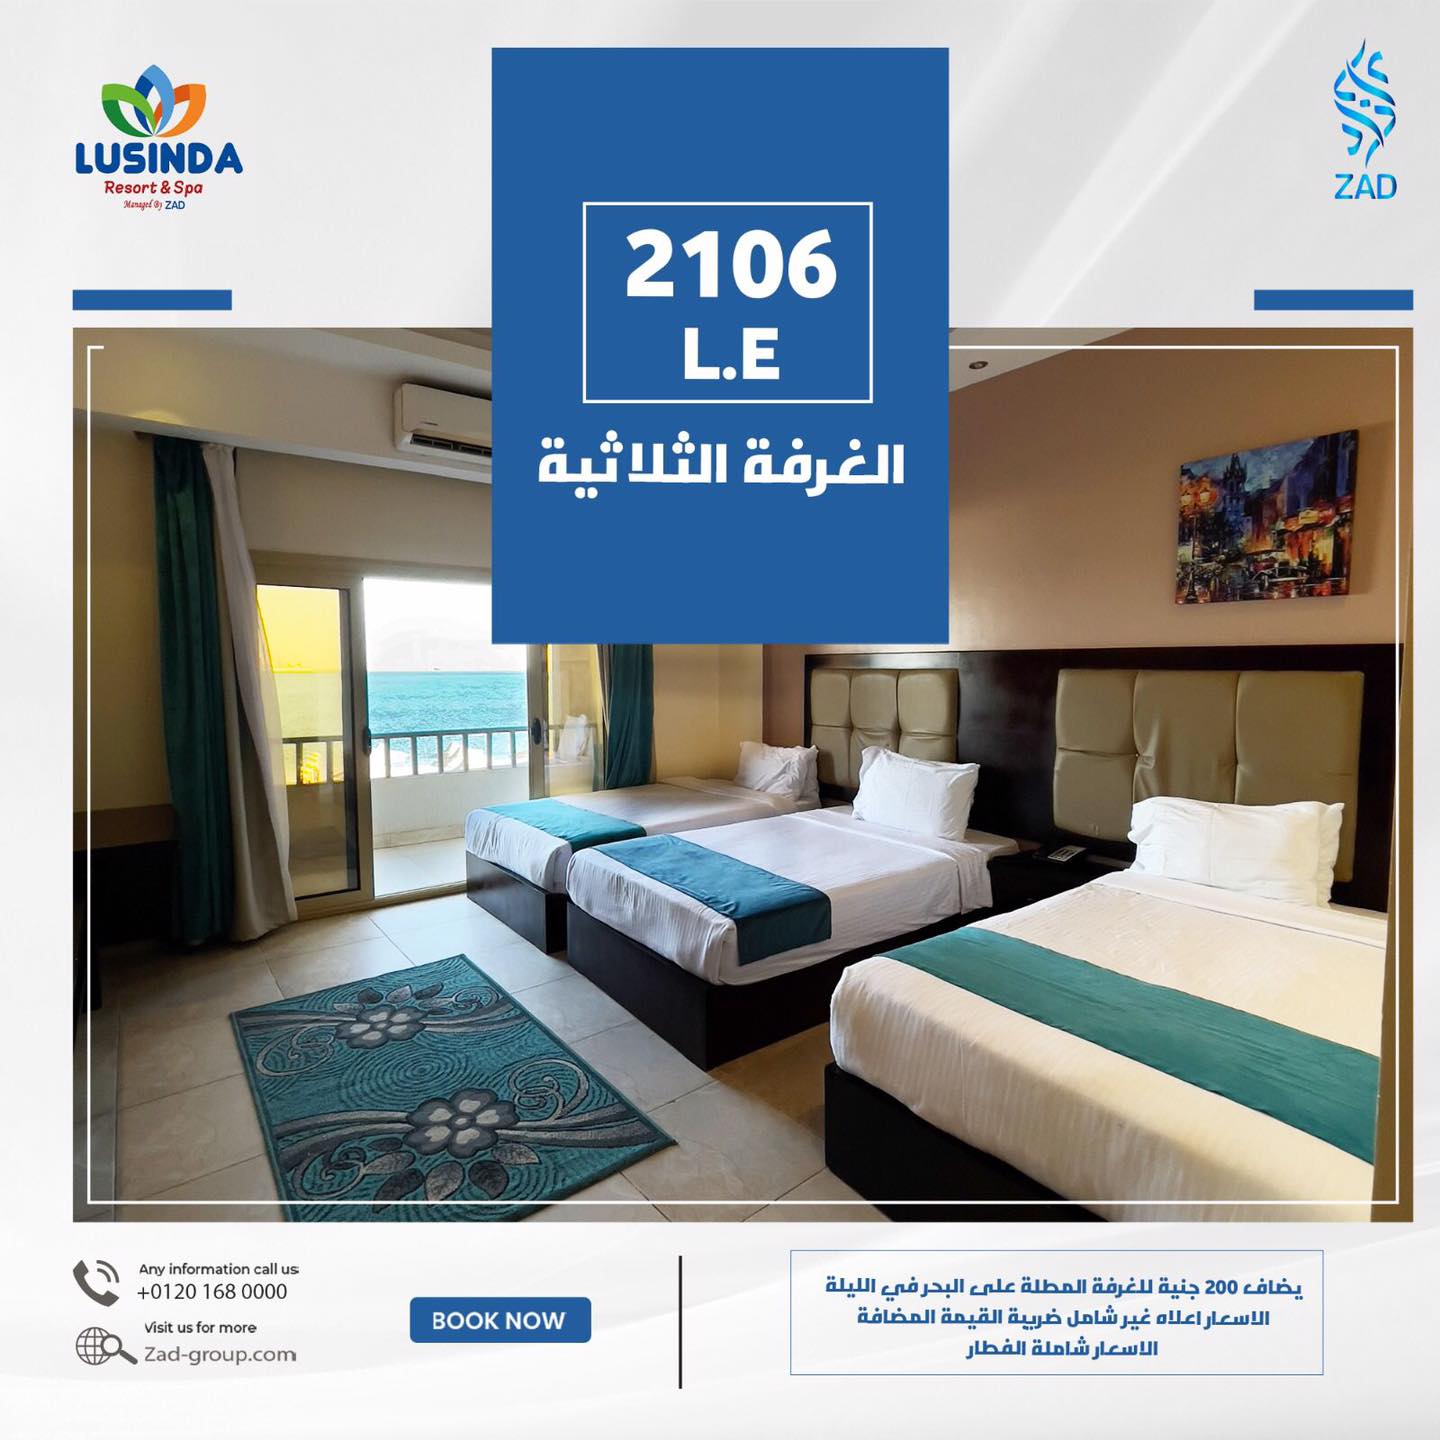 LUSINDA
Resort & Spa
Managed By ZAD
ZAD
2106
L.E
الغرفة الثلاثية
Any information call us:
+0120 168 0000
Visit us for more
Zad-group.com
BOOK NOW
يضاف 200 جنية للغرفة المطلة على البحر في الليلة
الاسعار اعلاه غير شامل ضريبة القيمة المضافة
الاسعار شاملة الفطار